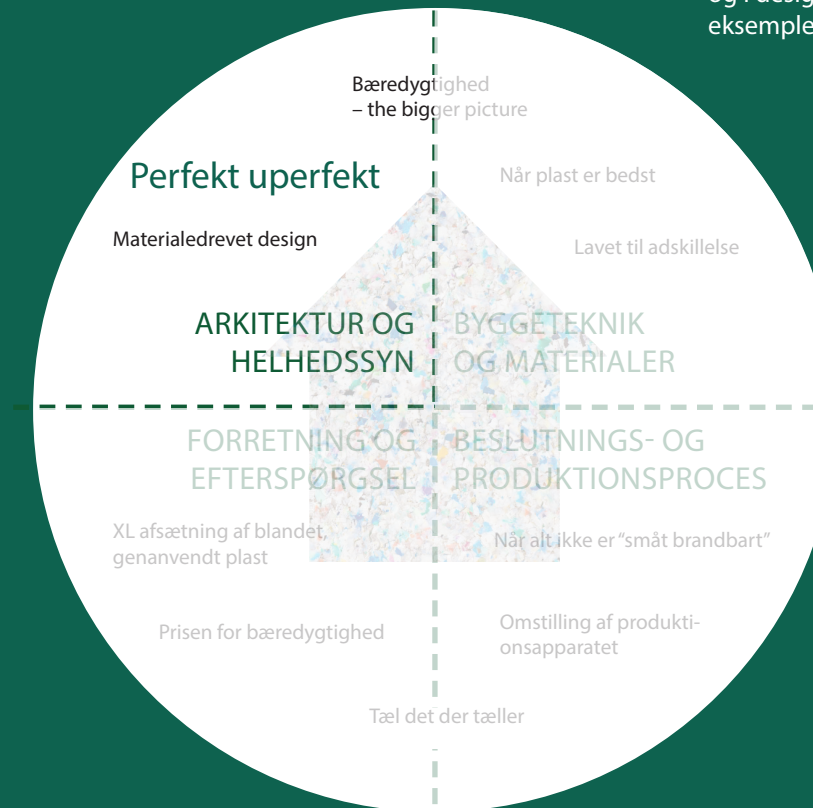 eksemple
Bæredygtighed
– the bigger picture
Perfekt uperfekt
Når plast er bedst
Materialedrevet design
Lavet til adskillelse
ARKITEKTUR OG
HELHEDSSYN
BYGGETEKNIK
OG MATERIALER
FORRETNING OG
EFTERSPØRGSEL
BESLUTNINGS- OG
PRODUKTIONSPROCES
XL afsætning af blandet,
genanvendt plast
Når alt ikke er “småt brandbart”
Prisen for bæredygtighed
Omstilling af produkti-
onsapparatet
Tæl det der tæller